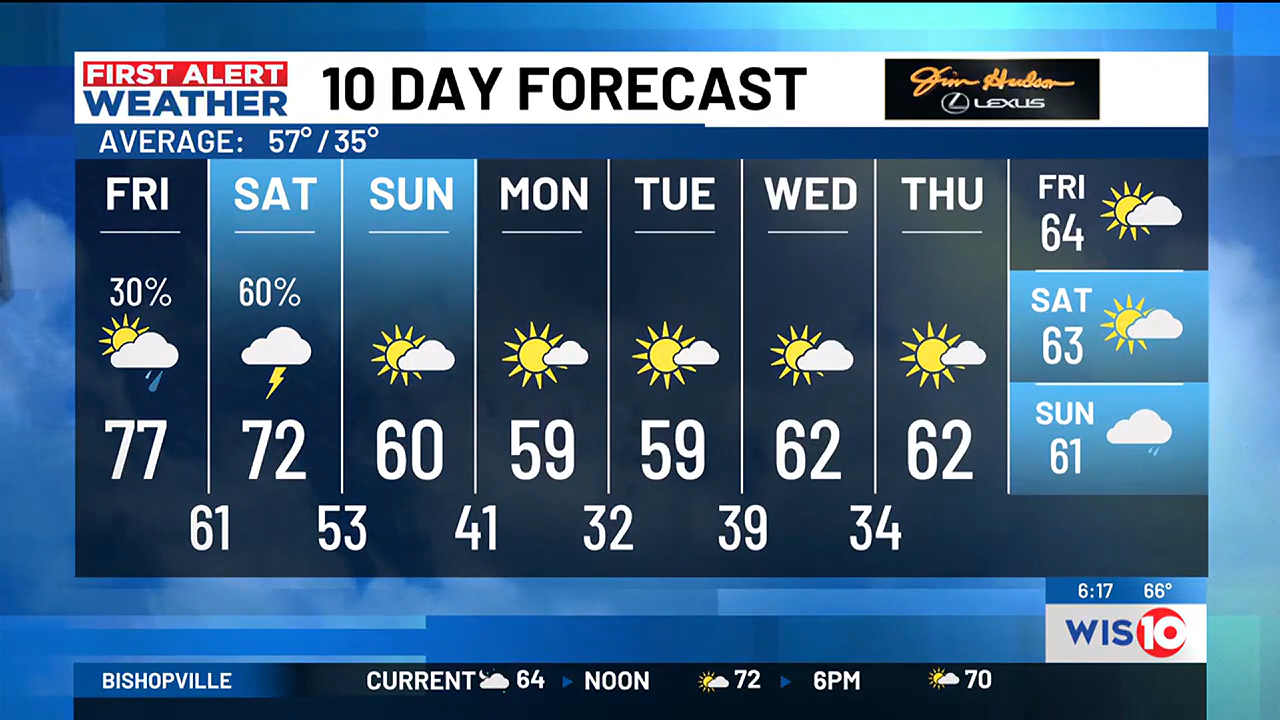 FIRST ALERT
WEATHER
10 DAY FORECAST
Jim Hudson
LEXUS
AVERAGE: 57°/35°
FRI SAT SUN MON TUE WED THU
30% 60%
77 72 60 59 59 62 62
61 53 41 32 39 34
FRI
64
SAT
63
SUN
61
6:17 66°
WIS10
BISHOPVILLE CURRENT 64 NOON 72 6PM 70